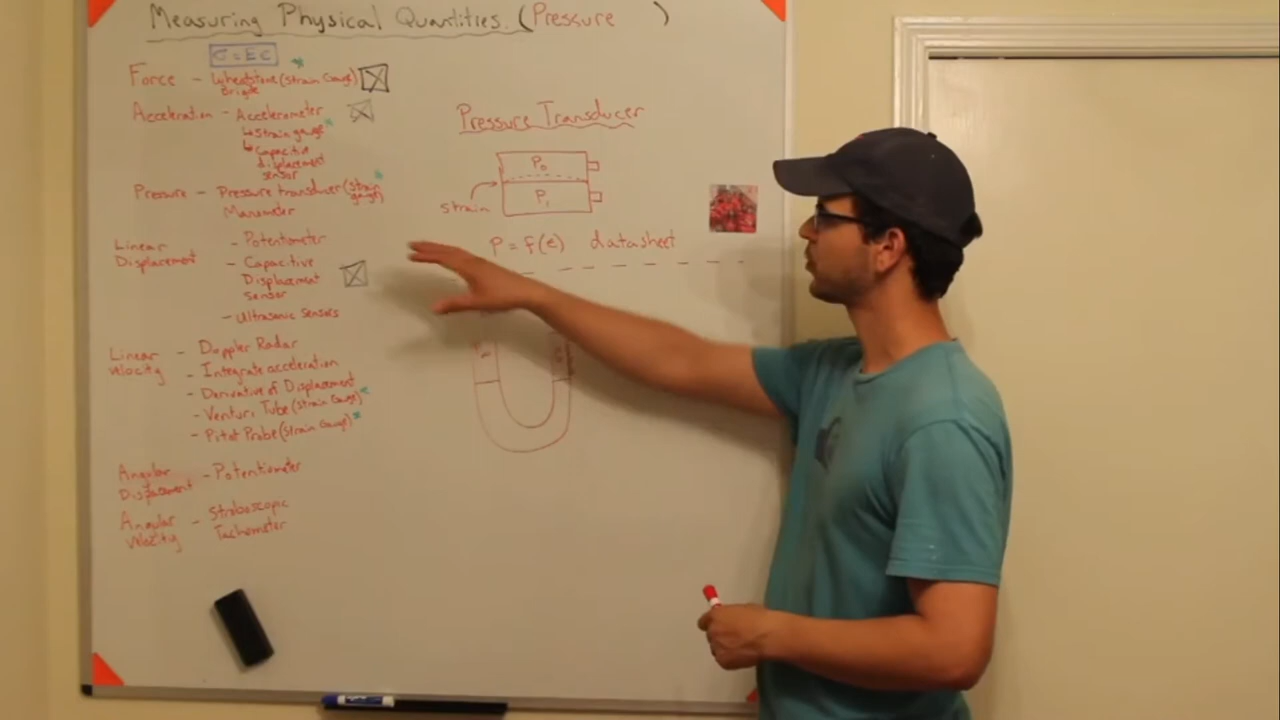 Measuring Physical Quantities. (Pressure )
σ = Eε
Force - Wheatstone (Strain Gauge)
Bridge
Acceleration - Accelerometer
Strain gauge
Capacitive
displacement
sensor
Pressure - Pressure transducer (strain
gauge)
Manometer
Linear
Displacement
- Potentiometer
- Capacitive
Displacement
sensor
- Ultrasonic Sensors
Linear
Velocity
- Doppler Radar
- Integrate acceleration
- Derivative of Displacement
- Venturi Tube (Strain Gauge)
- Pitot Probe (Strain Gauge)
Angular
Displacement
- Potentiometer
Angular
Velocity
- Stroboscopic
Tachometer
Pressure Transducer
P₀
P₁
strain
P = f(ε) datasheet